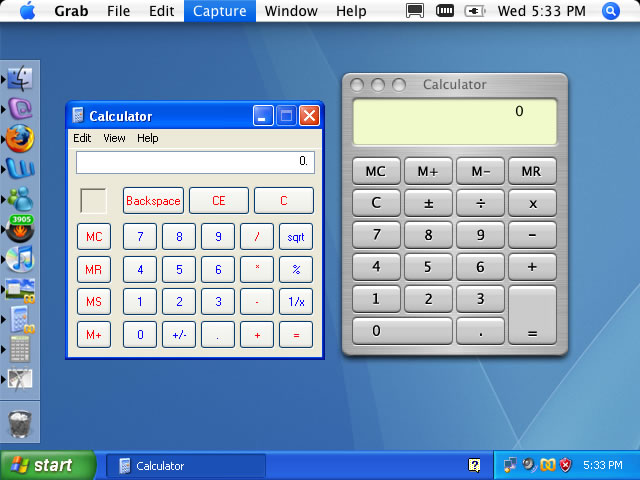 Grab File Edit Capture Window Help Wed 5:33 PM
Calculator
Edit View Help
0.
Backspace CE C
MC 7 8 9 / sqrt
MR 4 5 6 * %
MS 1 2 3 - 1/x
M+ 0 +/- . + =
Calculator
0
MC M+ M- MR
C ± ÷ x
7 8 9 -
4 5 6 +
1 2 3
0 . =
3905
start Calculator ? 5:33 PM